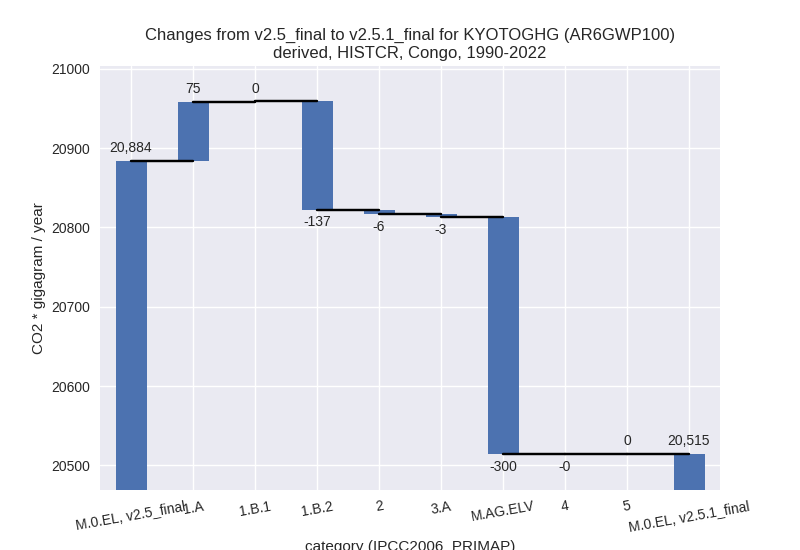 Changes from v2.5_final to v2.5.1_final for KYOTOGHG (AR6GWP100)
derived, HISTCR, Congo, 1990-2022
CO2 * gigagram / year
21000
20900
20800
20700
20600
20500
20,884
75
0
-137
-6
-3
-300
-0
0
20,515
M.0.EL, v2.5_final
1.A
1.B.1
1.B.2
2
3.A
M.AG.ELV
4
5
M.0.EL, v2.5.1_final
category (IPCC2006_PRIMAP)